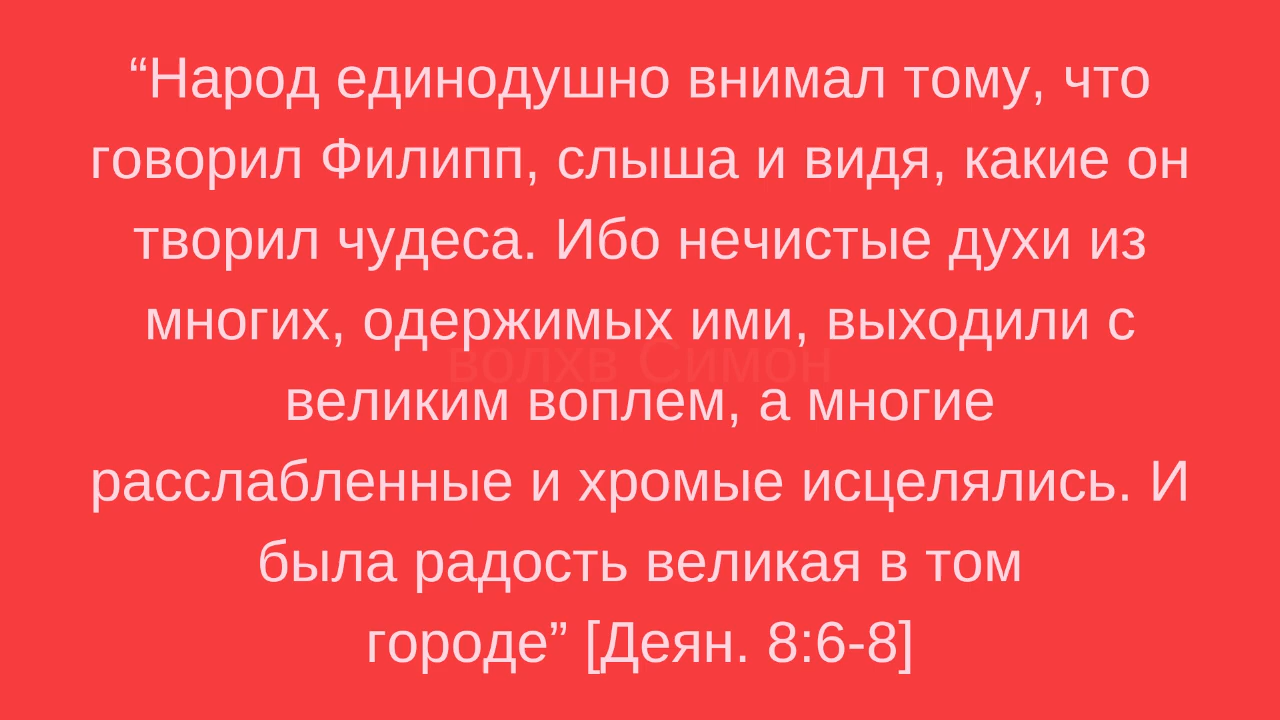 “Народ единодушно внимал тому, что
говорил Филипп, слыша и видя, какие он
творил чудеса. Ибо нечистые духи из
многих, одержимых ими, выходили с
волхв Симон
великим воплем, а многие
расслабленные и хромые исцелялись. И
была радость великая в том
городе” [Деян. 8:6-8]